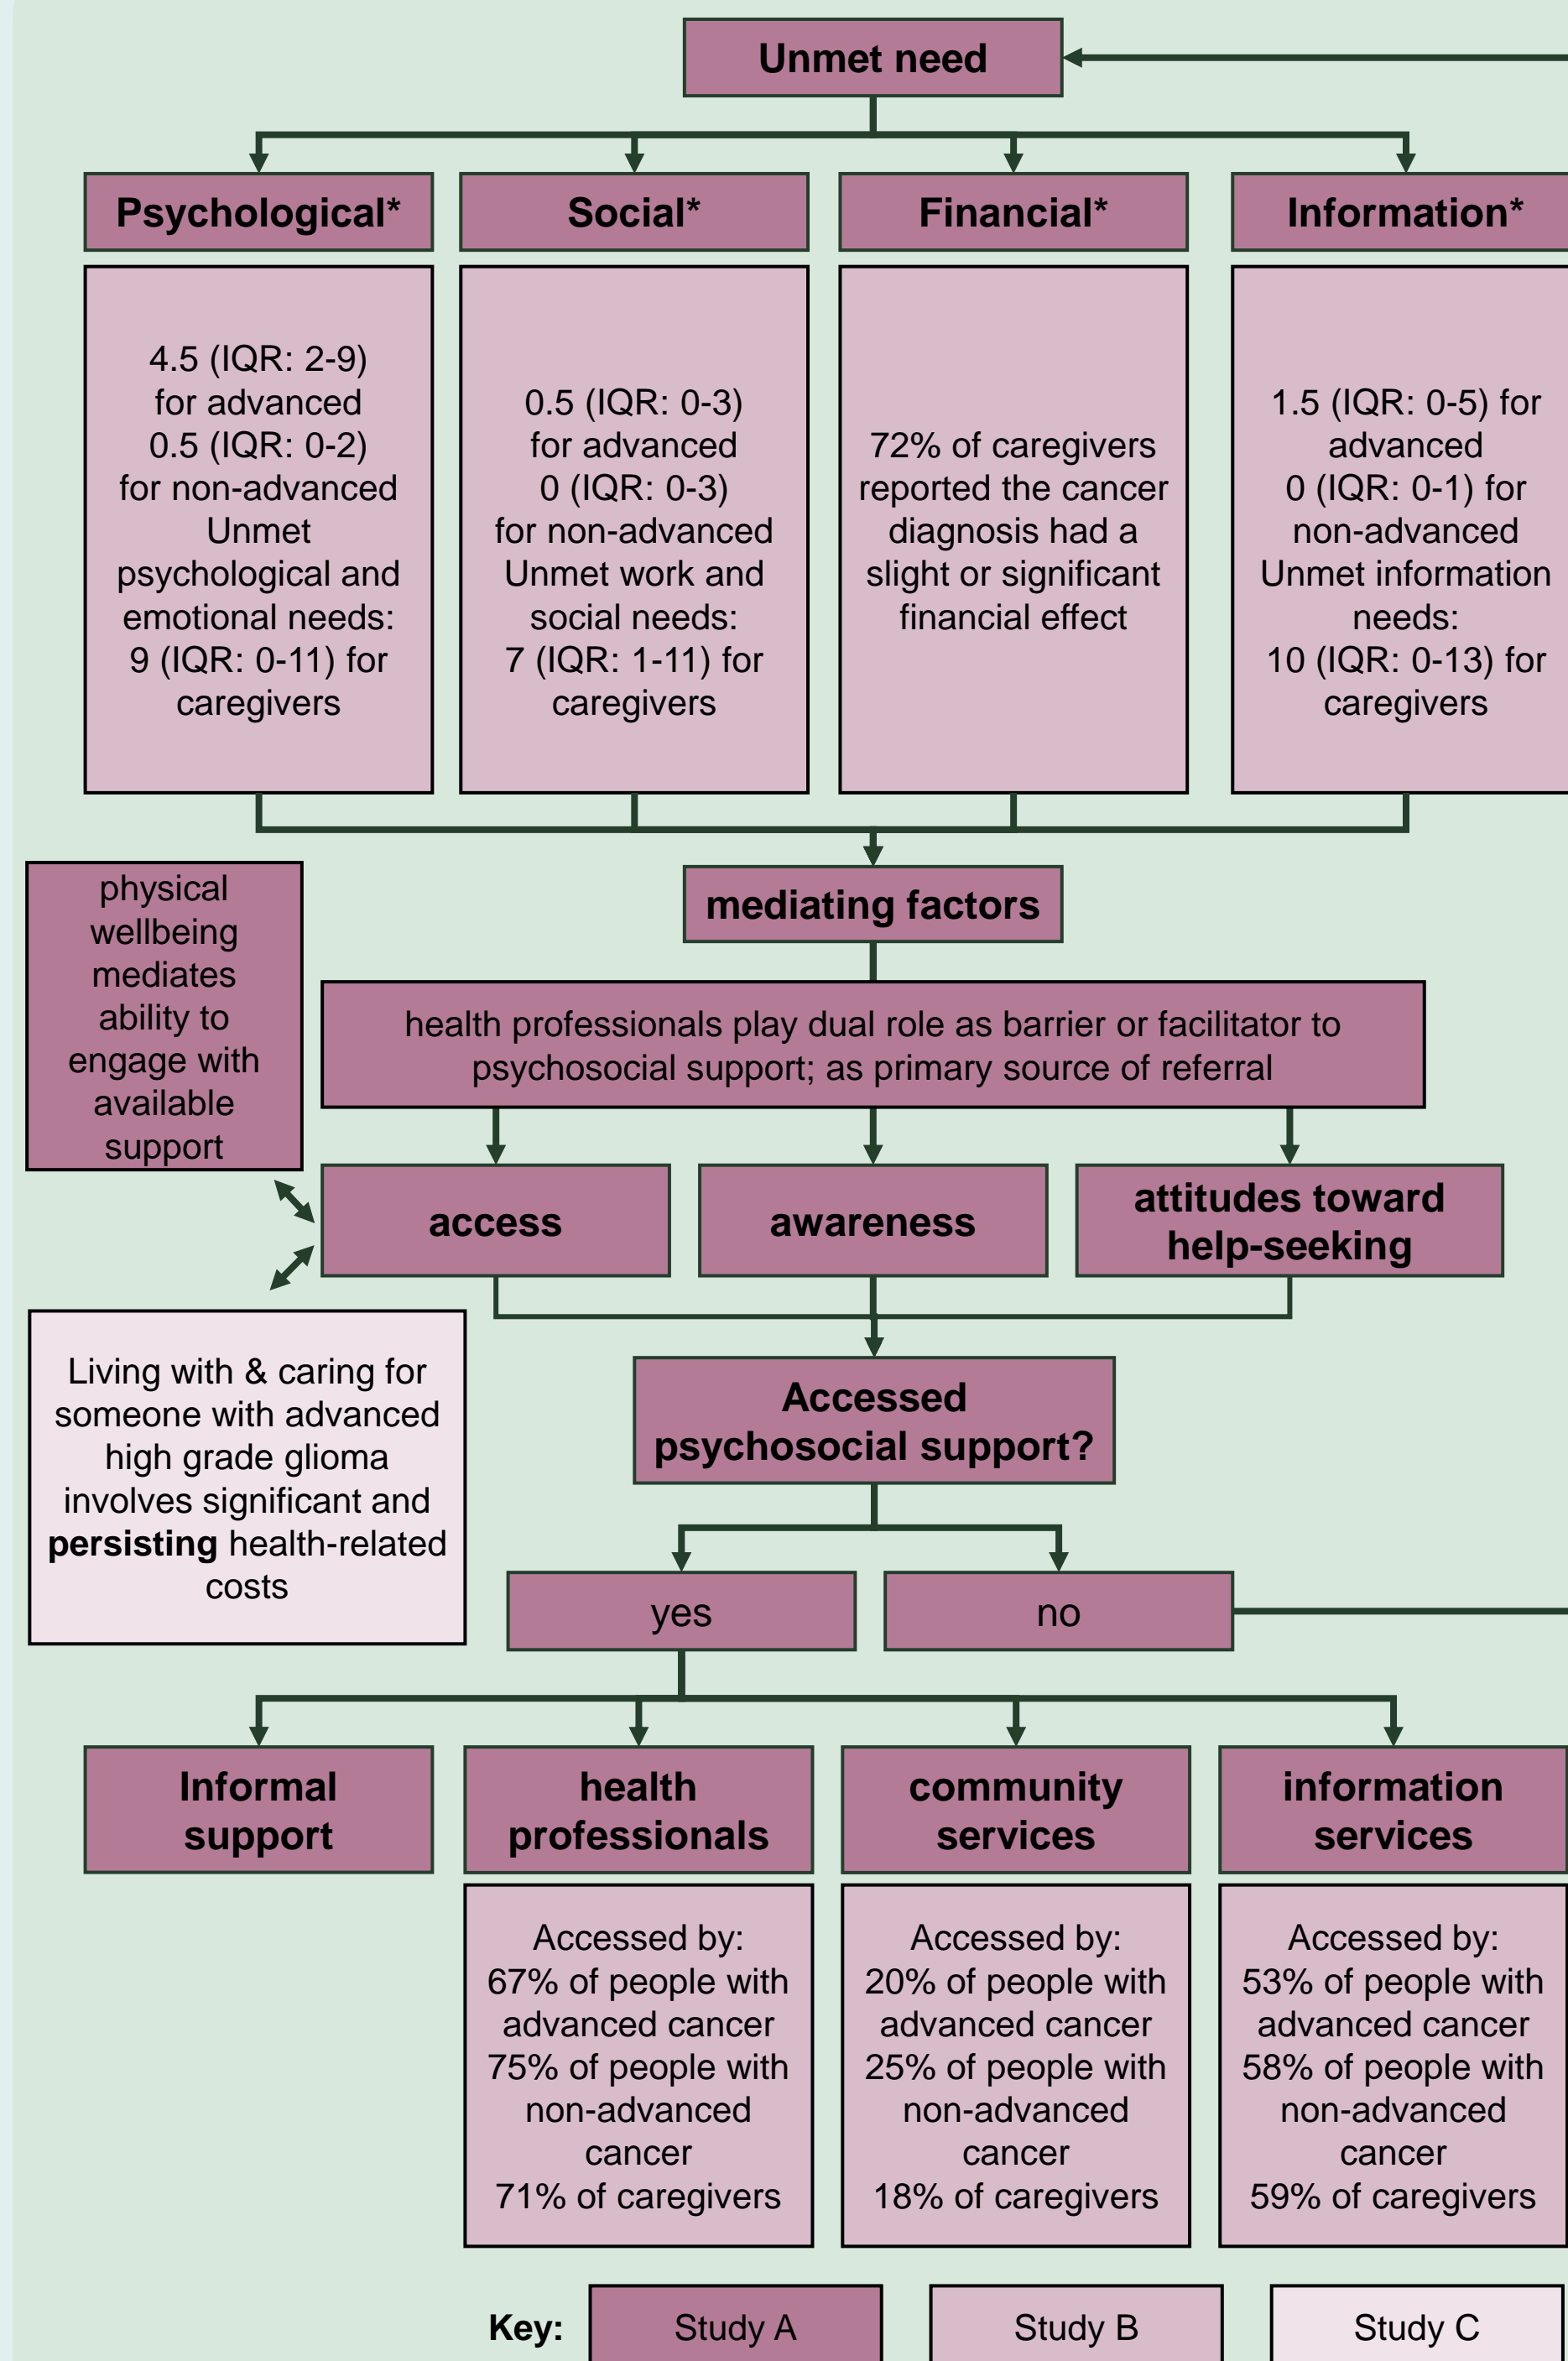 Unmet need
Psychological*
Social*
Financial*
Information*
4.5 (IQR: 2-9)
for advanced
0.5 (IQR: 0-2)
for non-advanced
Unmet
psychological and
emotional needs:
9 (IQR: 0-11) for
caregivers
0.5 (IQR: 0-3)
for advanced
0 (IQR: 0-3)
for non-advanced
Unmet work and
social needs:
7 (IQR: 1-11) for
caregivers
72% of caregivers
reported the cancer
diagnosis had a
slight or significant
financial effect
1.5 (IQR: 0-5) for
advanced
0 (IQR: 0-1) for
non-advanced
Unmet information
needs:
10 (IQR: 0-13) for
caregivers
physical
wellbeing
mediates
ability to
engage with
available
support
mediating factors
health professionals play dual role as barrier or facilitator to
psychosocial support; as primary source of referral
access
awareness
attitudes toward
help-seeking
Living with & caring for
someone with advanced
high grade glioma
involves significant and
persisting health-related
costs
Accessed
psychosocial support?
yes
no
Informal
support
health
professionals
community
services
information
services
Accessed by:
67% of people with
advanced cancer
75% of people with
non-advanced
cancer
71% of caregivers
Accessed by:
20% of people with
advanced cancer
25% of people with
non-advanced
cancer
18% of caregivers
Accessed by:
53% of people with
advanced cancer
58% of people with
non-advanced
cancer
59% of caregivers
Key:
Study A
Study B
Study C